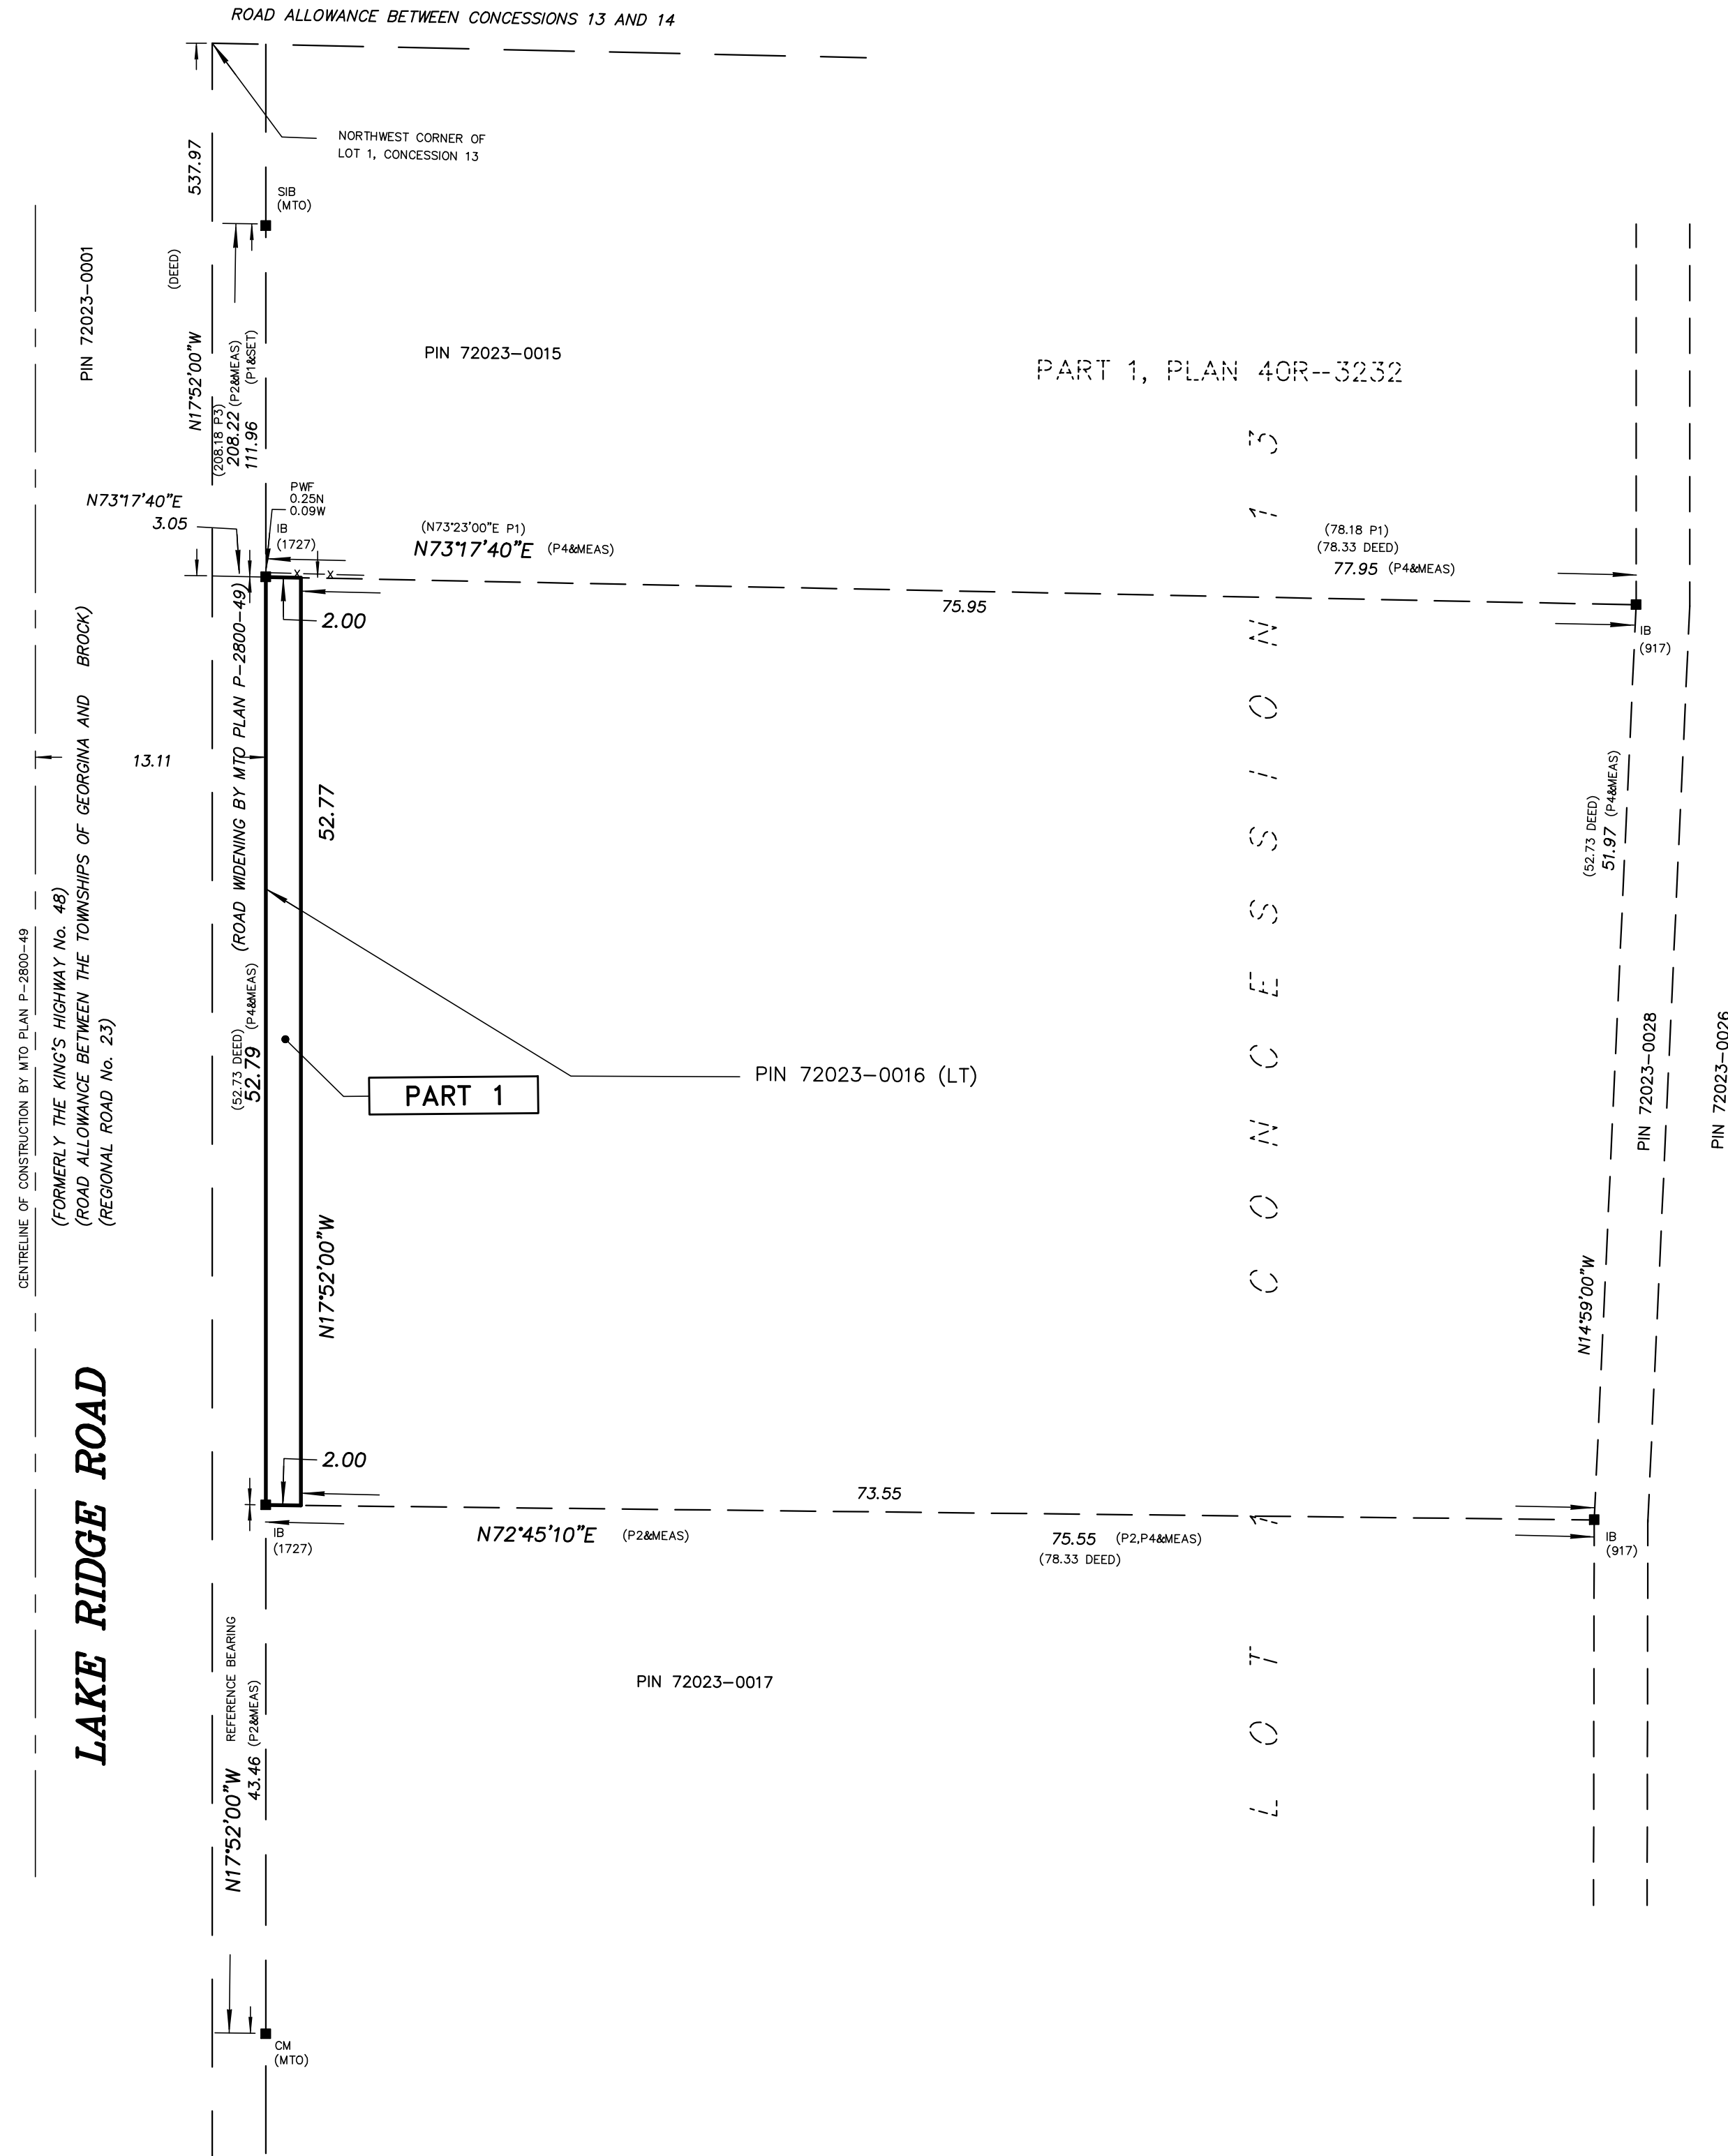 ROAD ALLOWANCE BETWEEN CONCESSIONS 13 AND 14
NORTHWEST CORNER OF
LOT 1, CONCESSION 13
537.97
(DEED)
N17°52'00"W
SIB
(MTO)
PIN 72023-0001
(208.18 P3)
208.22 (P2&MEAS)
111.96 (P1&SET)
PIN 72023-0015
PART 1, PLAN 40R-3232
N73°17'40"E
3.05
PWF
0.25N
0.09W
IB
(1727)
(N73°23'00"E P1)
N73°17'40"E (P4&MEAS)
(78.18 P1)
(78.33 DEED)
77.95 (P4&MEAS)
x x
2.00
75.95
IB
(917)
13.11
(ROAD WIDENING BY MTO PLAN P-2800-49)
52.77
(52.73 DEED)
51.97 (P4&MEAS)
CENTRELINE OF CONSTRUCTION BY MTO PLAN P-2800-49
(FORMERLY THE KING'S HIGHWAY No. 48)
(ROAD ALLOWANCE BETWEEN THE TOWNSHIPS OF GEORGINA AND BROCK)
(REGIONAL ROAD No. 23)
(52.73 DEED)
52.79 (P4&MEAS)
PART 1
PIN 72023-0016 (LT)
LOT 1 CONCESSION 13
PIN 72023-0028
PIN 72023-0026
N17°52'00"W
N14°59'00"W
LAKE RIDGE ROAD
2.00
73.55
IB
(1727)
N72°45'10"E (P2&MEAS)
75.55 (P2,P4&MEAS)
(78.33 DEED)
IB
(917)
N17°52'00"W REFERENCE BEARING
43.46 (P2&MEAS)
PIN 72023-0017
CM
(MTO)